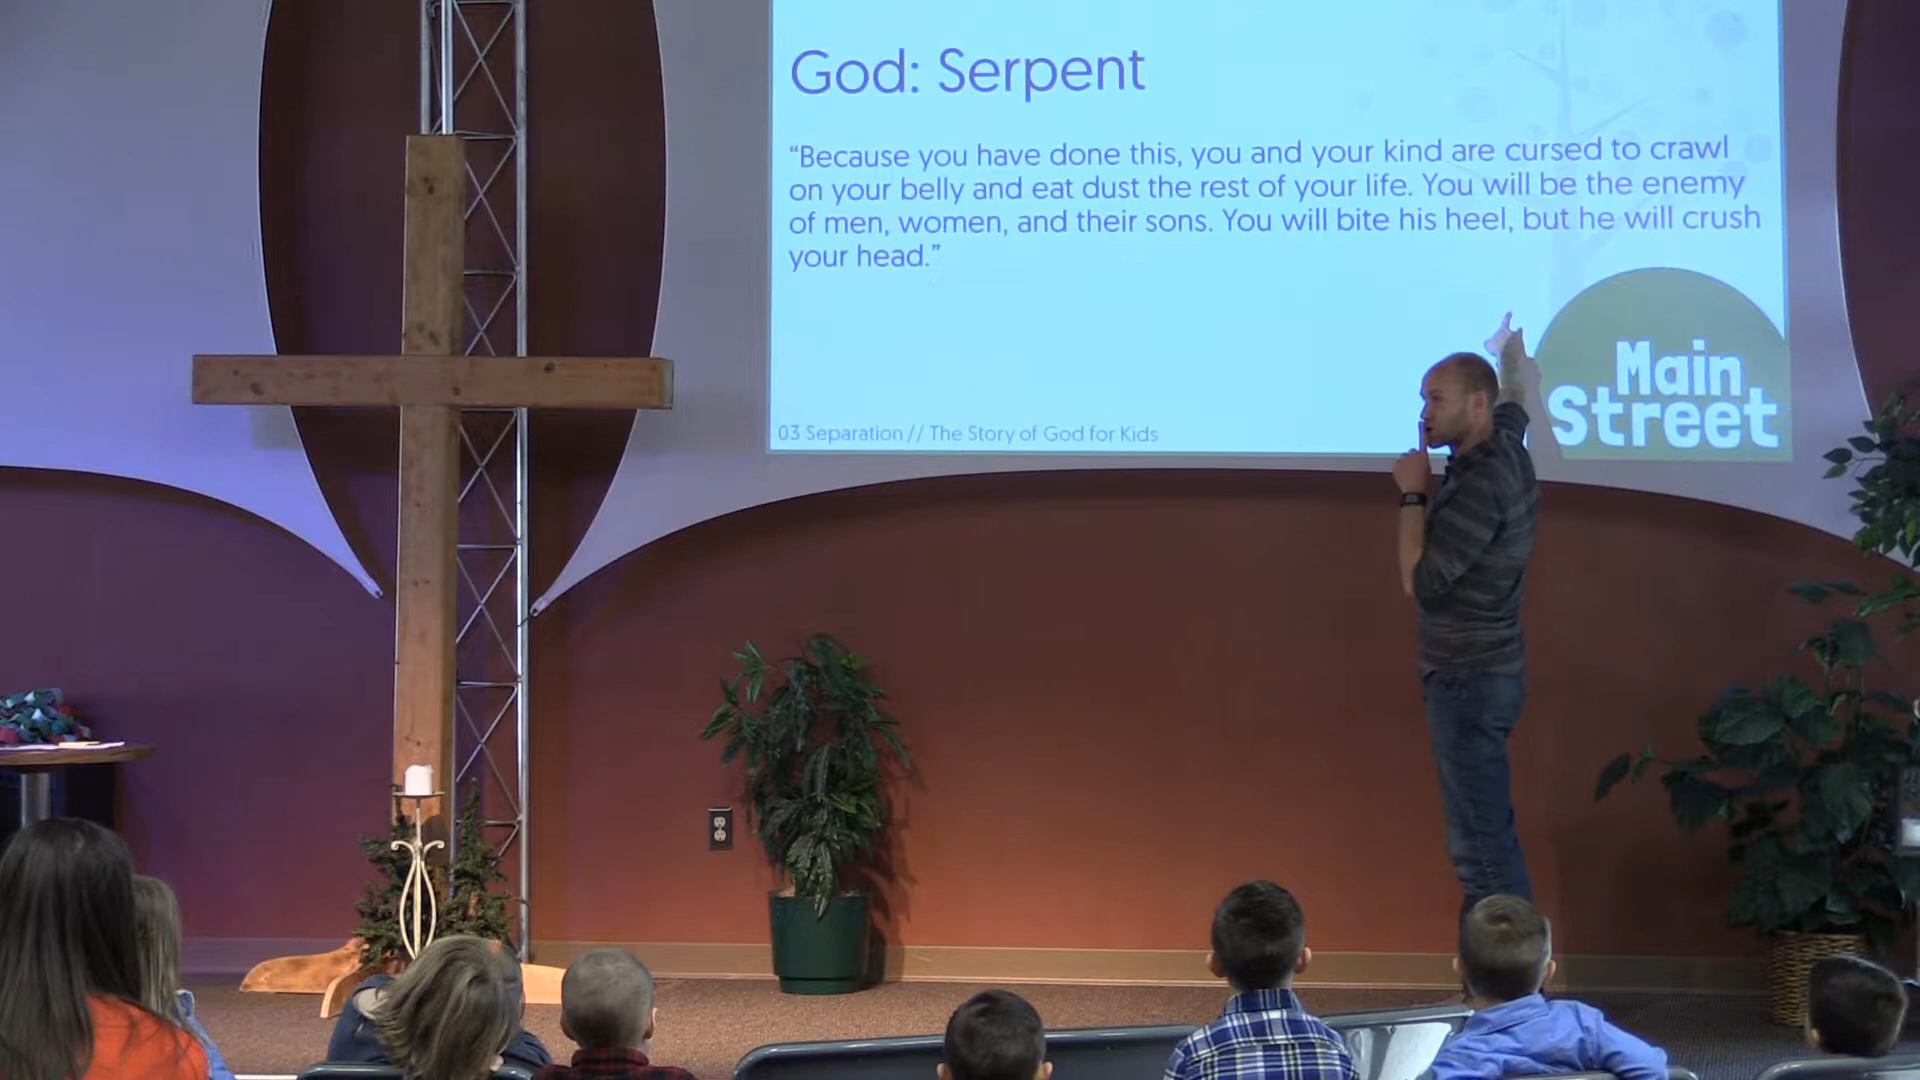 God: Serpent
“Because you have done this, you and your kind are cursed to crawl
on your belly and eat dust the rest of your life. You will be the enemy
of men, women, and their sons. You will bite his heel, but he will crush
your head.”
03 Separation // The Story of God for Kids
Main
Street